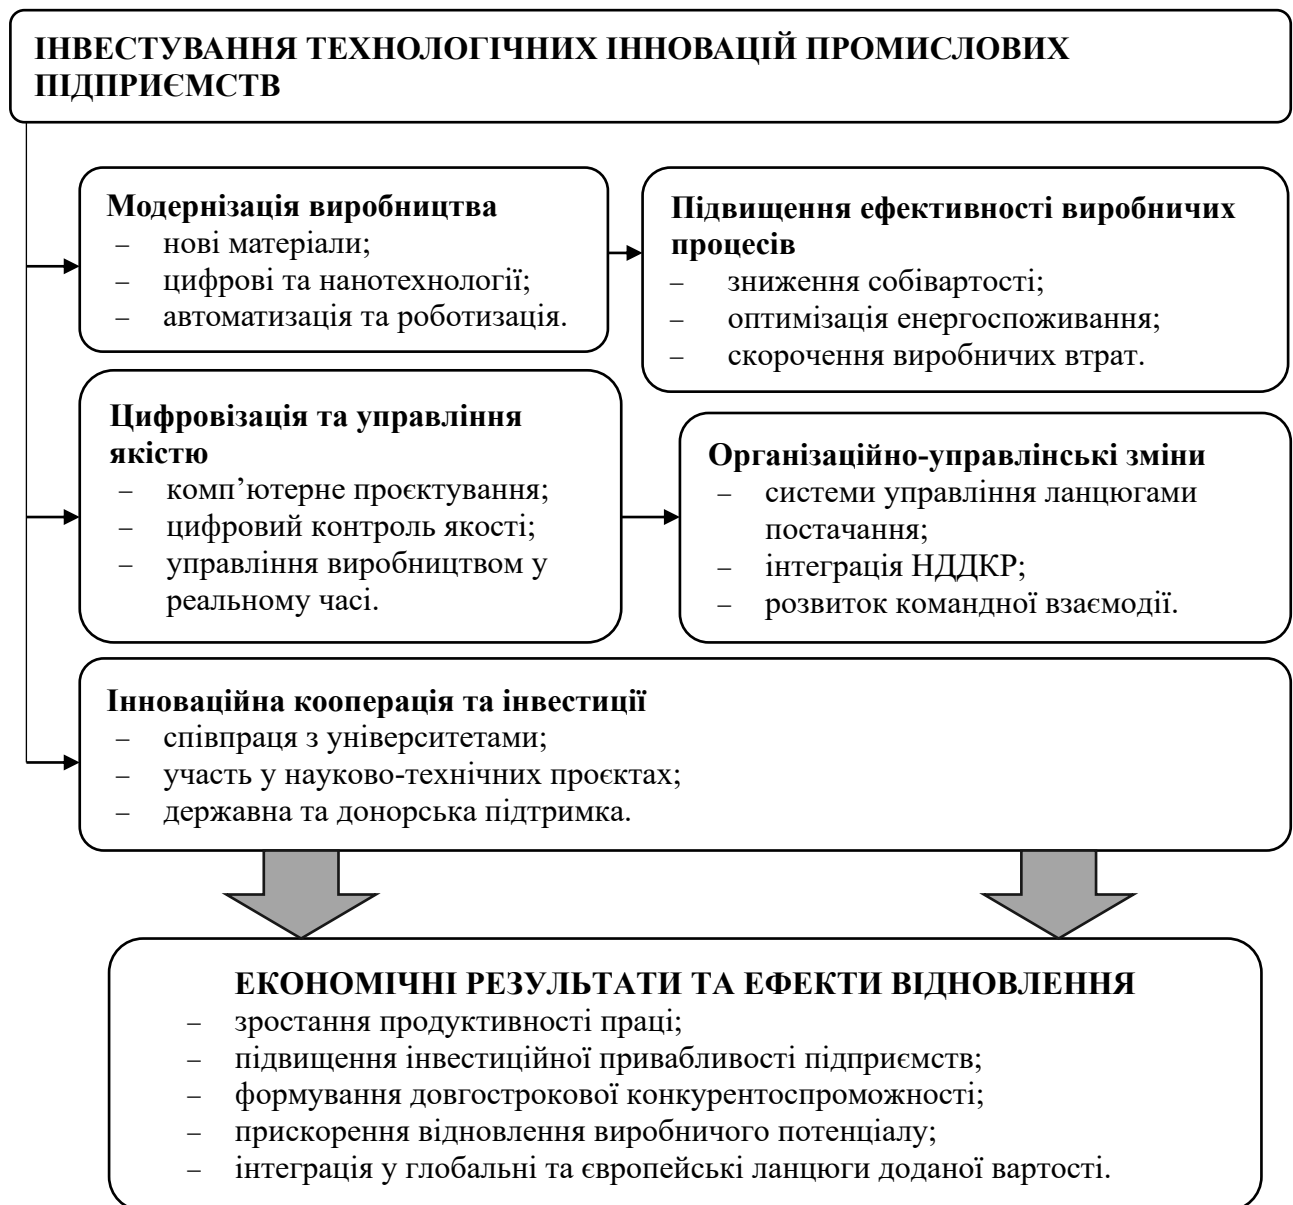 ІНВЕСТУВАННЯ ТЕХНОЛОГІЧНИХ ІННОВАЦІЙ ПРОМИСЛОВИХ
ПІДПРИЄМСТВ
Модернізація виробництва
– нові матеріали;
– цифрові та нанотехнології;
– автоматизація та роботизація.
Підвищення ефективності виробничих
процесів
– зниження собівартості;
– оптимізація енергоспоживання;
– скорочення виробничих втрат.
Цифровізація та управління
якістю
– комп’ютерне проєктування;
– цифровий контроль якості;
– управління виробництвом у
реальному часі.
Організаційно-управлінські зміни
– системи управління ланцюгами
постачання;
– інтеграція НДДКР;
– розвиток командної взаємодії.
Інноваційна кооперація та інвестиції
– співпраця з університетами;
– участь у науково-технічних проєктах;
– державна та донорська підтримка.
ЕКОНОМІЧНІ РЕЗУЛЬТАТИ ТА ЕФЕКТИ ВІДНОВЛЕННЯ
– зростання продуктивності праці;
– підвищення інвестиційної привабливості підприємств;
– формування довгострокової конкурентоспроможності;
– прискорення відновлення виробничого потенціалу;
– інтеграція у глобальні та європейські ланцюги доданої вартості.